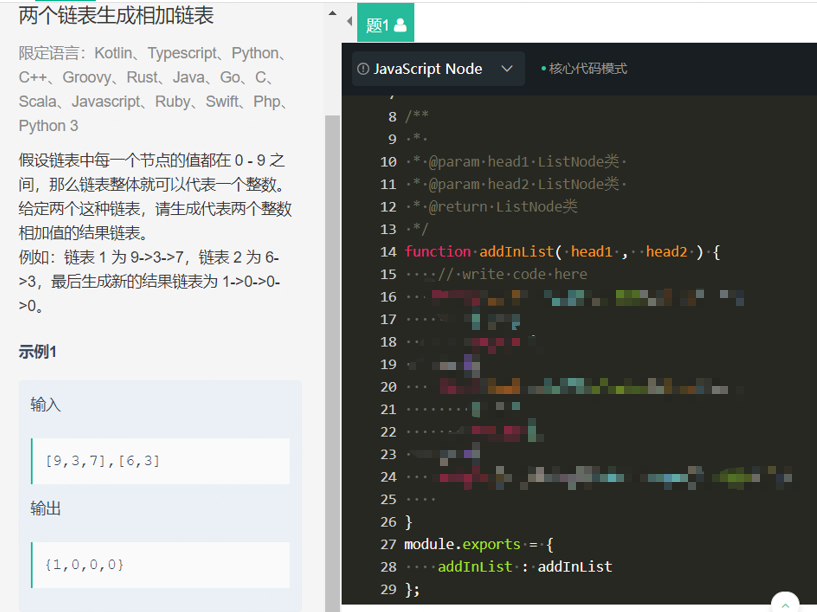 两个链表生成相加链表
限定语言：Kotlin、Typescript、Python、
C++、Groovy、Rust、Java、Go、C、
Scala、Javascript、Ruby、Swift、Php、
Python 3
假设链表中每一个节点的值都在 0 - 9 之
间，那么链表整体就可以代表一个整数。
给定两个这种链表，请生成代表两个整数
相加值的结果链表。
例如：链表 1 为 9->3->7，链表 2 为 6-
>3，最后生成新的结果链表为 1->0->0-
>0。
示例1
输入
[9,3,7],[6,3]
输出
{1,0,0,0}
题1
JavaScript Node
核心代码模式
8 /**
9 *
10 * @param head1 ListNode类
11 * @param head2 ListNode类
12 * @return ListNode类
13 */
14 function addInList( head1 ,  head2 ) {
15 // write code here
16
17
18
19
20
21
22
23
24
25
26 }
27 module.exports = {
28     addInList : addInList
29 };